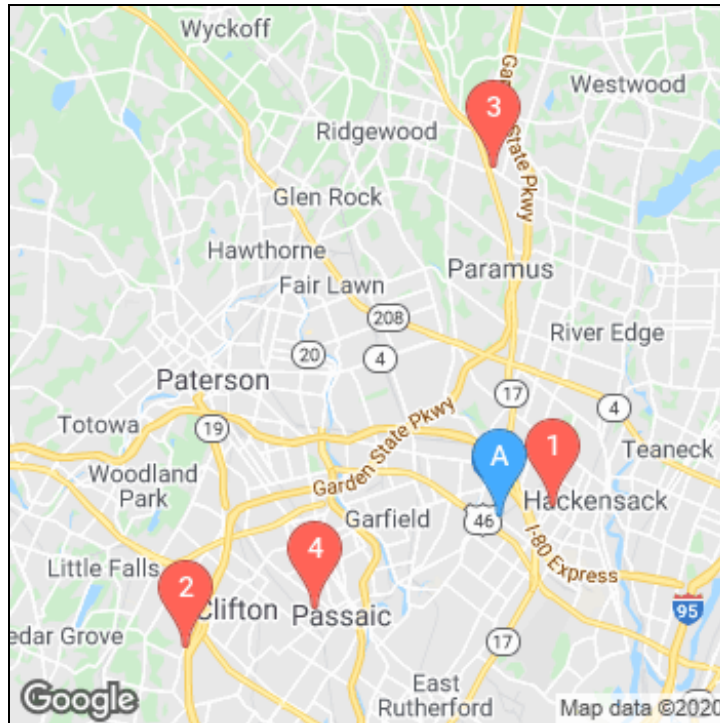 Wyckoff
Westwood
3
Ridgewood
Garden State Pkwy
Glen Rock
Hawthorne
Paramus
Fair Lawn
208
River Edge
20
4
Paterson
17
Garden State Pkwy
4
Totowa
19
1
Teaneck
A
Woodland
Park
Hackensack
Garfield
46
4
I-80 Express
Little Falls
2
Clifton
Passaic
95
edar Grove
17
East
Rutherford
Google
Map data ©2020